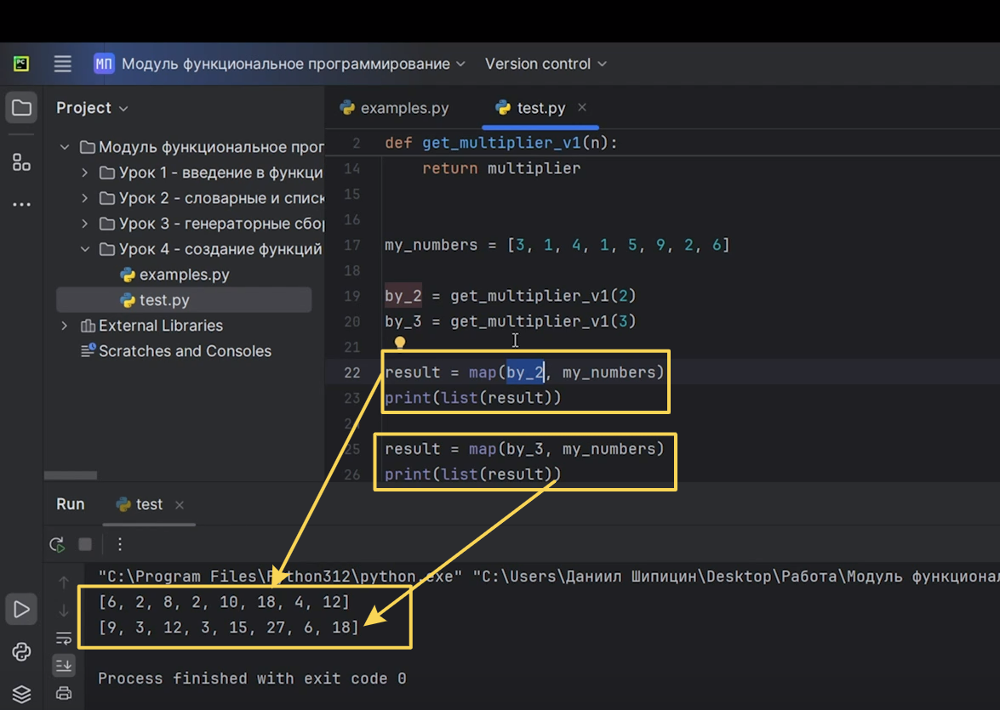 PC
МП Модуль функциональное программирование Version control
Project
examples.py test.py
Модуль функциональное прог
Урок 1 - введение в функци
Урок 2 - словарные и списк
Урок 3 - генераторные сбор
Урок 4 - создание функций
examples.py
test.py
External Libraries
Scratches and Consoles
2 def get_multiplier_v1(n):
14 return multiplier
15
16
17 my_numbers = [3, 1, 4, 1, 5, 9, 2, 6]
18
19 by_2 = get_multiplier_v1(2)
20 by_3 = get_multiplier_v1(3)
21
22 result = map(by_2, my_numbers)
23 print(list(result))
25 result = map(by_3, my_numbers)
26 print(list(result))
Run test
"C:\Program Files\Python312\python.exe" "C:\Users\Даниил Шипицин\Desktop\Работа\Модуль функционал
[6, 2, 8, 2, 10, 18, 4, 12]
[9, 3, 12, 3, 15, 27, 6, 18]
Process finished with exit code 0